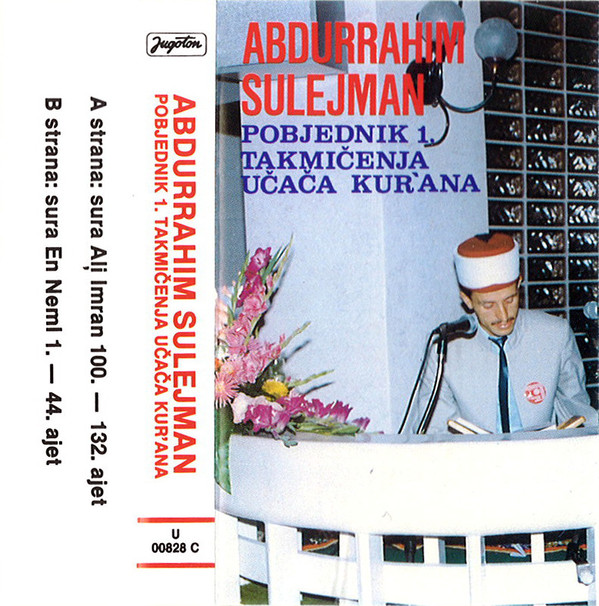 A strana: sura Alị Imran 100. — 132. ajet
B strana: sura En Neml 1. — 44. ajet
Jugoton
ABDURRAHIM SULEJMAN
POBJEDNIK 1. TAKMIČENJA UČAČA KUR'ANA
U
00828 C
ABDURRAHIM
SULEJMAN
POBJEDNIK 1.
TAKMIČENJA
UČAČA KUR`ANA